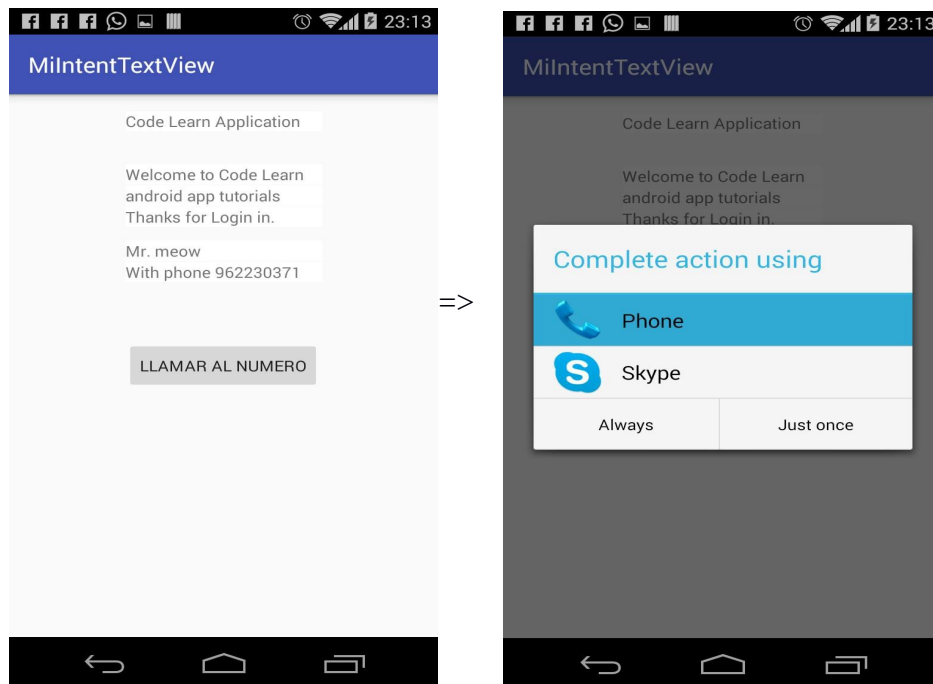 23:13
MiIntentTextView
Code Learn Application
Welcome to Code Learn
android app tutorials
Thanks for Login in.
Mr. meow
With phone 962230371
LLAMAR AL NUMERO
=>
23:13
MiIntentTextView
Code Learn Application
Welcome to Code Learn
android app tutorials
Thanks for Login in.
Complete action using
Phone
S
Skype
Always
Just once